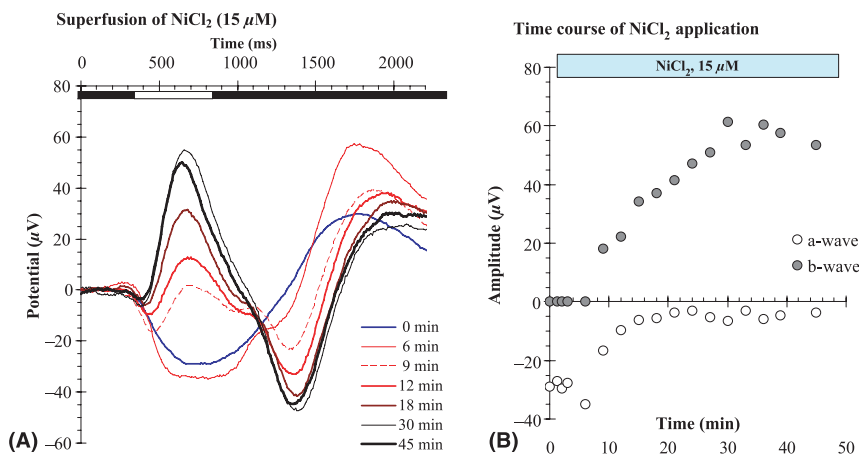 Superfusion of NiCl2 (15 µM)
Time (ms)
0 500 1000 1500 2000
80
60
40
20
0
–20
–40
–60
Potential (µV)
0 min
6 min
9 min
12 min
18 min
30 min
45 min
(A)
Time course of NiCl2 application
NiCl2, 15 µM
80
60
40
20
0
–20
–40
Amplitude (µV)
a-wave
b-wave
Time (min)
0 10 20 30 40 50
(B)